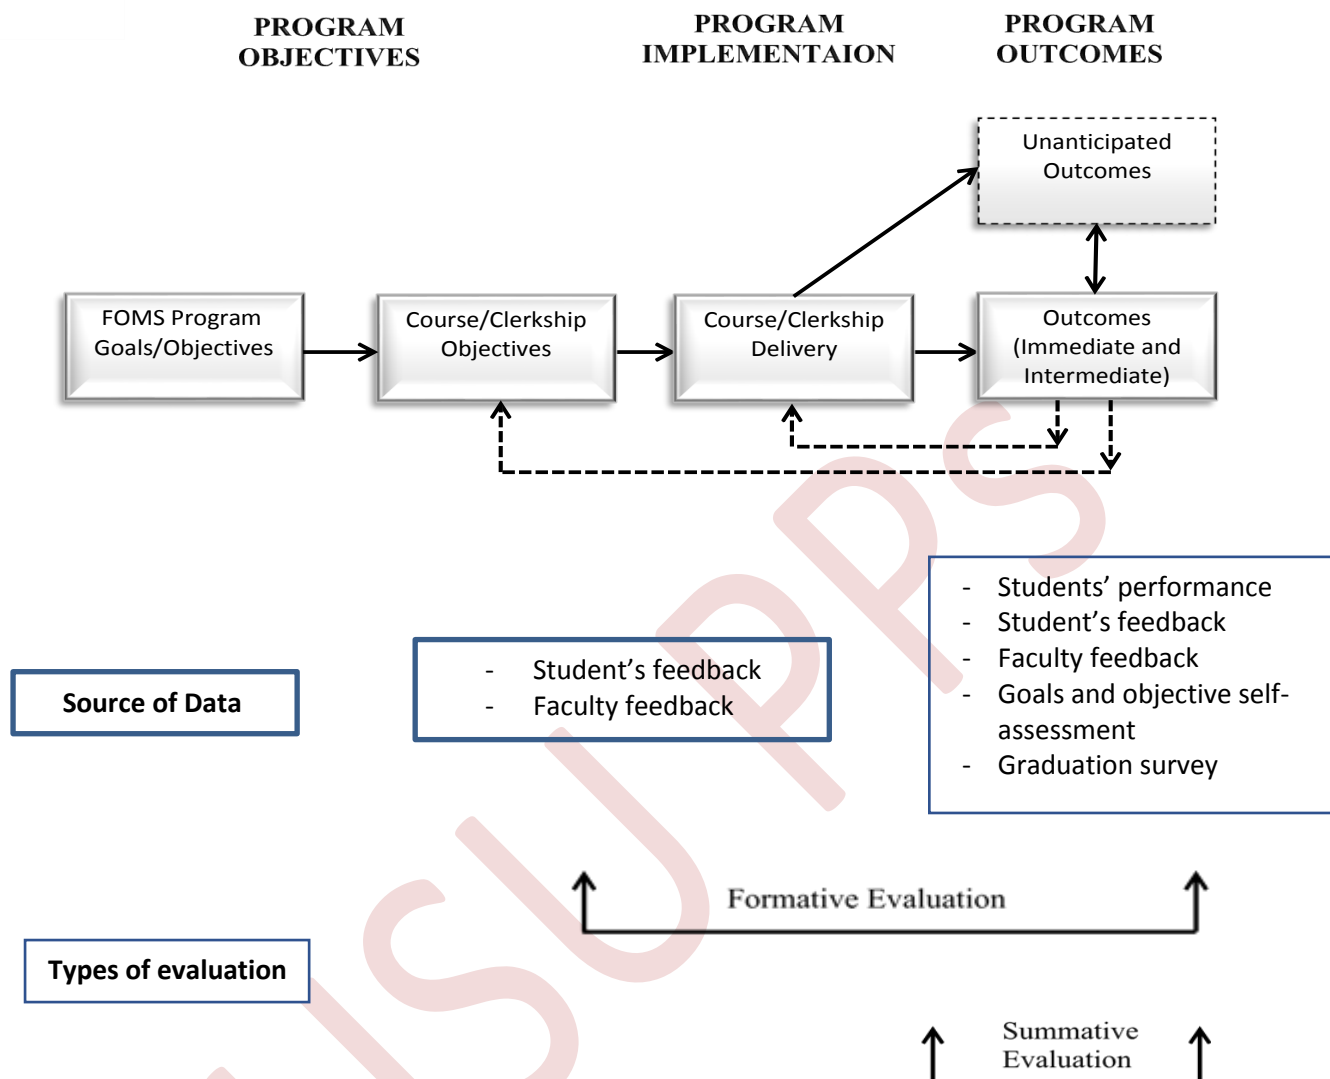 PROGRAM
OBJECTIVES
PROGRAM
IMPLEMENTAION
PROGRAM
OUTCOMES
Unanticipated
Outcomes
FOMS Program
Goals/Objectives
Course/Clerkship
Objectives
Course/Clerkship
Delivery
Outcomes
(Immediate and
Intermediate)
Source of Data
- Student’s feedback
- Faculty feedback
- Students’ performance
- Student’s feedback
- Faculty feedback
- Goals and objective self-
assessment
- Graduation survey
Formative Evaluation
Types of evaluation
Summative
Evaluation
USU PPS